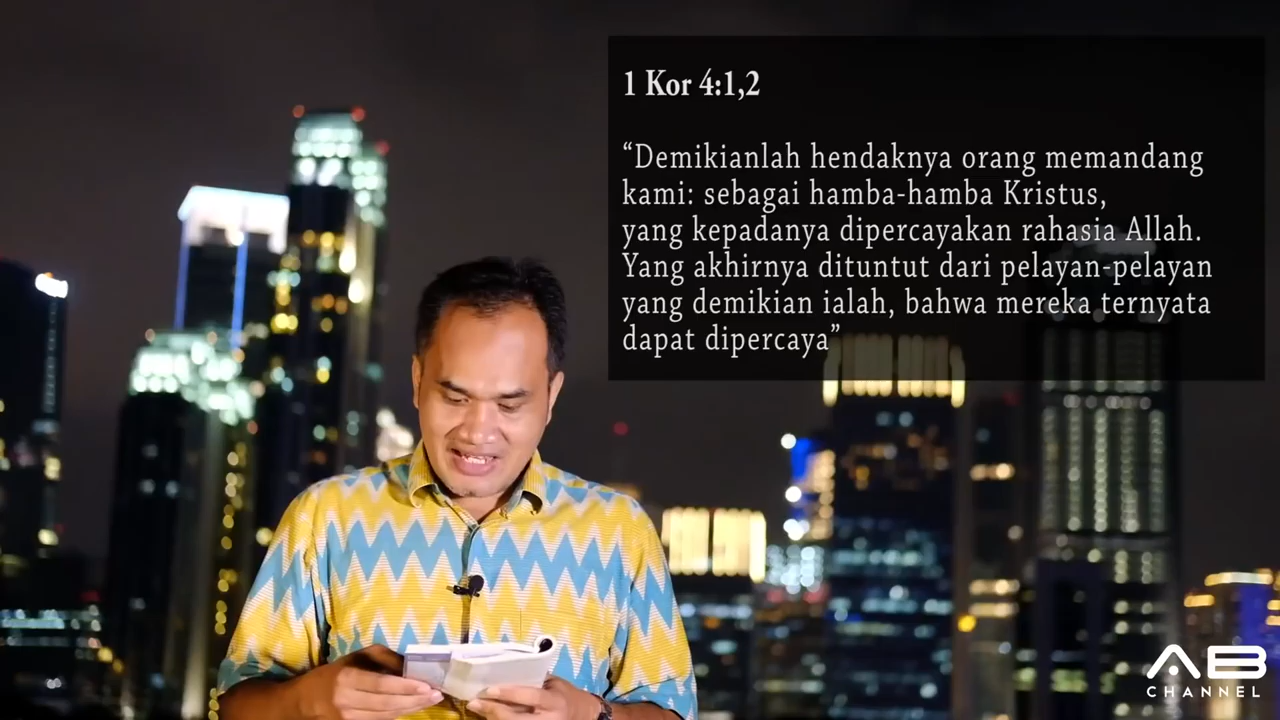 1 Kor 4:1,2
“Demikianlah hendaknya orang memandang
kami: sebagai hamba-hamba Kristus,
yang kepadanya dipercayakan rahasia Allah.
Yang akhirnya dituntut dari pelayan-pelayan
yang demikian ialah, bahwa mereka ternyata
dapat dipercaya”
AB
CHANNEL